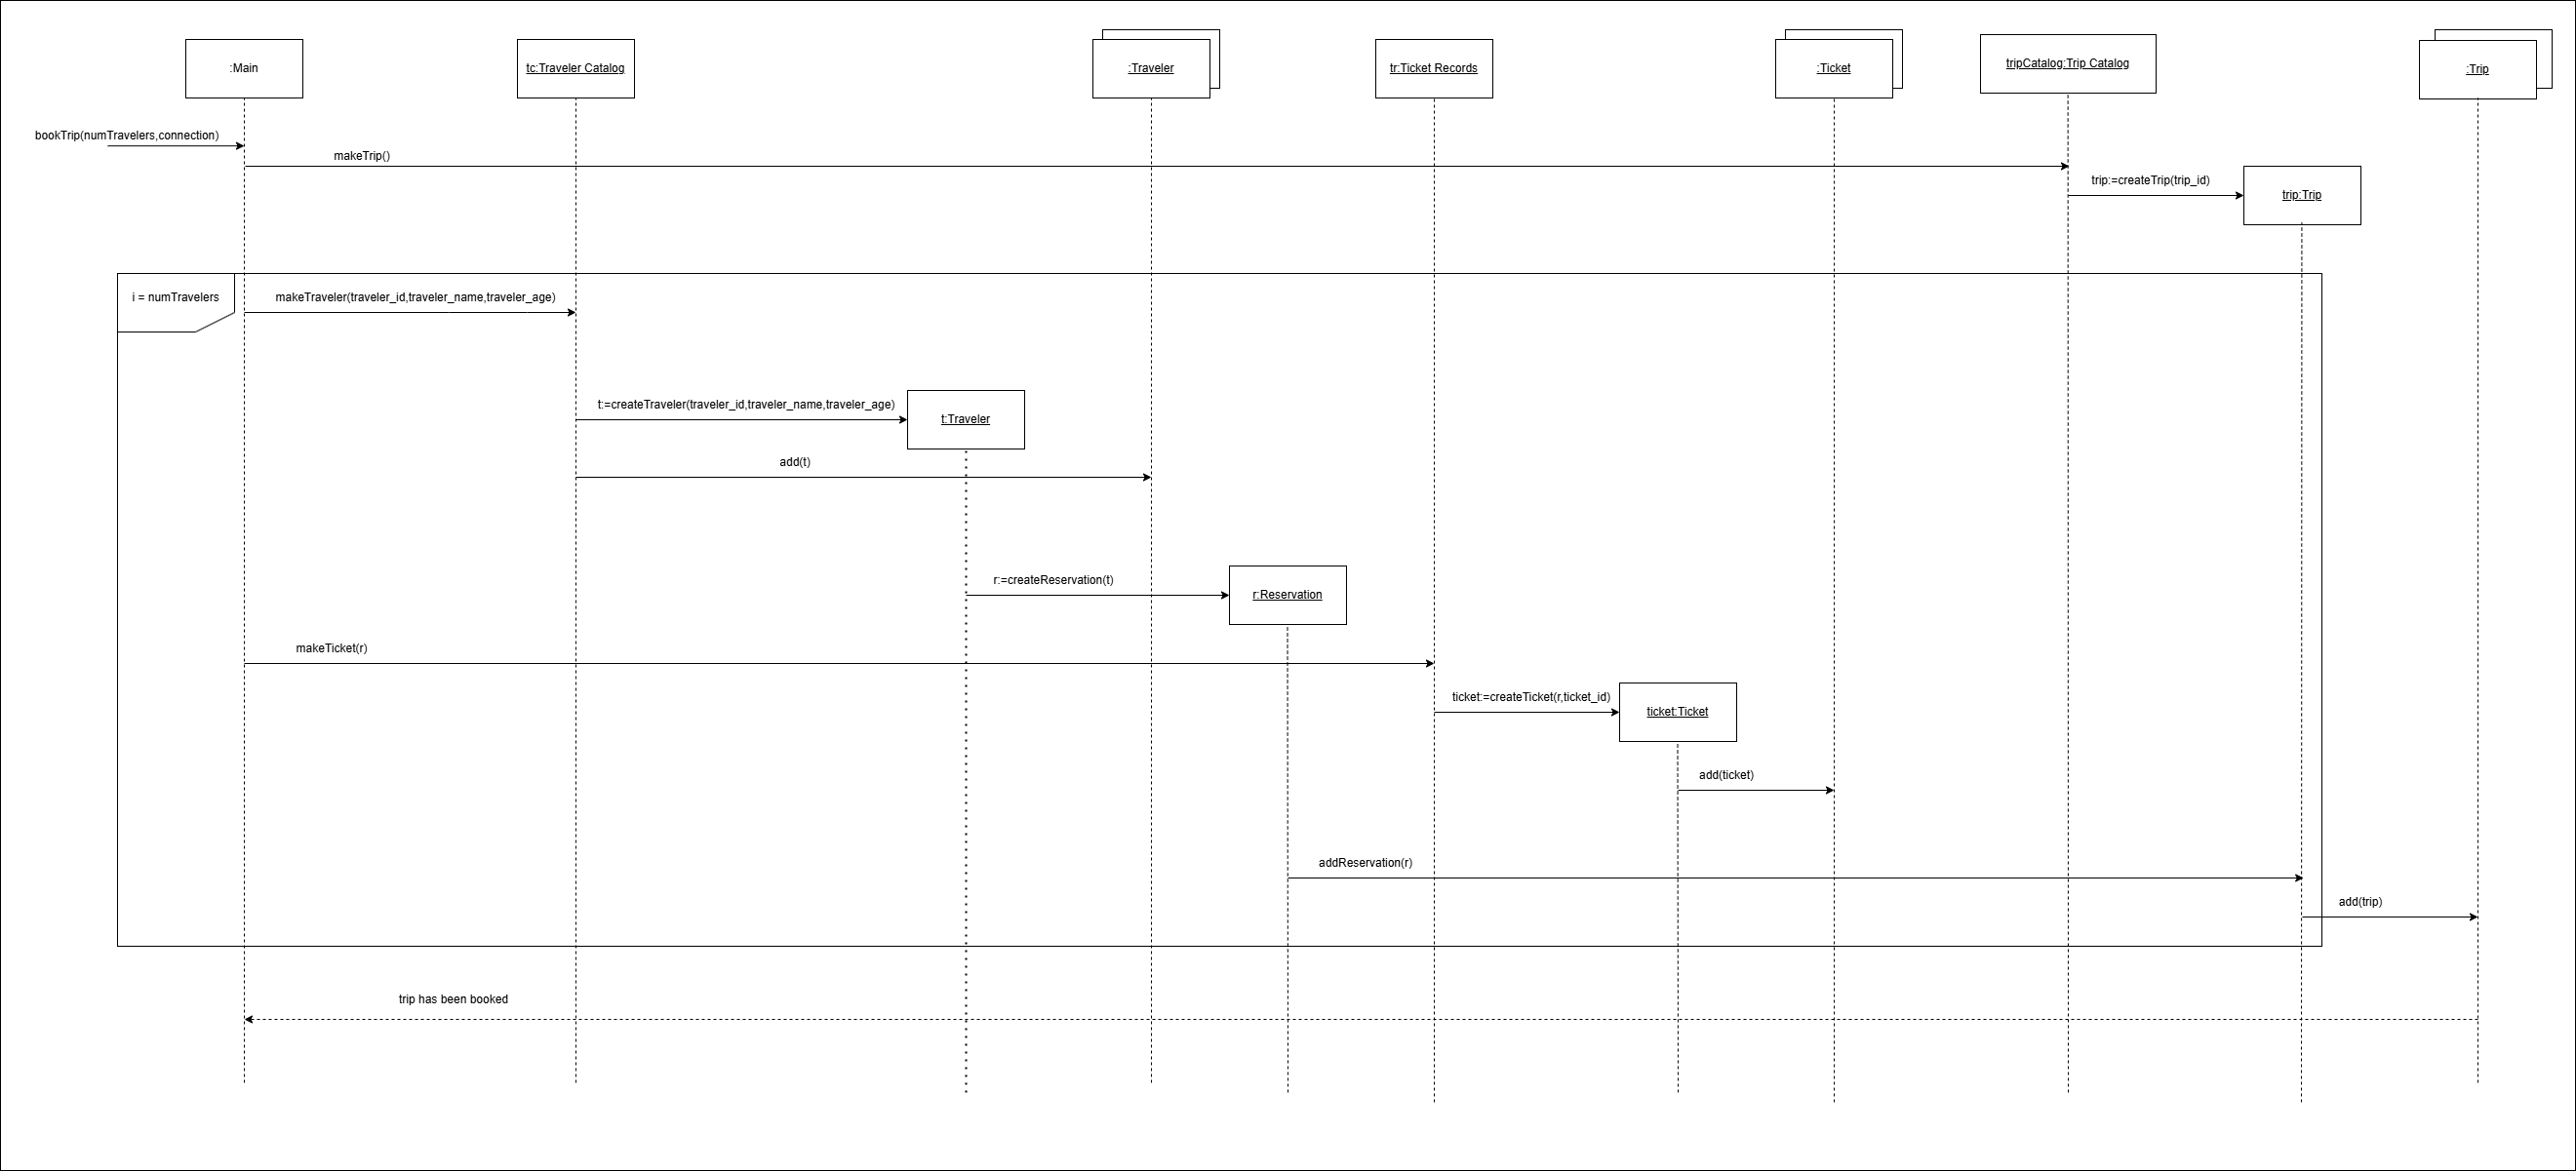 :Main
tc:Traveler Catalog
:Traveler
tr:Ticket Records
:Ticket
tripCatalog:Trip Catalog
:Trip
bookTrip(numTravelers,connection)
makeTrip()
trip:=createTrip(trip_id)
trip:Trip
i = numTravelers
makeTraveler(traveler_id,traveler_name,traveler_age)
t:=createTraveler(traveler_id,traveler_name,traveler_age)
t:Traveler
add(t)
r:=createReservation(t)
r:Reservation
makeTicket(r)
ticket:=createTicket(r,ticket_id)
ticket:Ticket
add(ticket)
addReservation(r)
add(trip)
trip has been booked